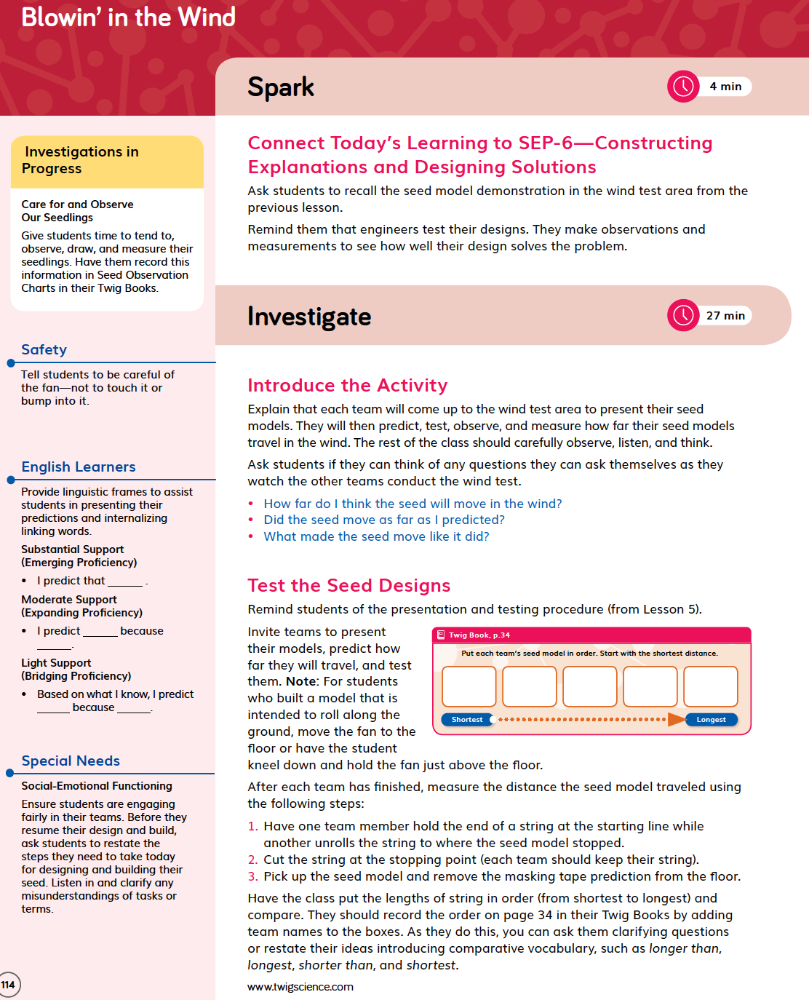 Blowin' in the Wind
Spark
4 min
Investigations in
Progress
Care for and Observe
Our Seedlings
Give students time to tend to,
observe, draw, and measure their
seedlings. Have them record this
information in Seed Observation
Charts in their Twig Books.
Safety
Tell students to be careful of
the fan—not to touch it or
bump into it.
English Learners
Provide linguistic frames to assist
students in presenting their
predictions and internalizing
linking words.
Substantial Support
(Emerging Proficiency)
• I predict that ______ .
Moderate Support
(Expanding Proficiency)
• I predict ______ because
______.
Light Support
(Bridging Proficiency)
• Based on what I know, I predict
______ because ______.
Special Needs
Social-Emotional Functioning
Ensure students are engaging
fairly in their teams. Before they
resume their design and build,
ask students to restate the
steps they need to take today
for designing and building their
seed. Listen in and clarify any
misunderstandings of tasks or
terms.
114
Connect Today's Learning to SEP-6—Constructing
Explanations and Designing Solutions
Ask students to recall the seed model demonstration in the wind test area from the
previous lesson.
Remind them that engineers test their designs. They make observations and
measurements to see how well their design solves the problem.
Investigate
27 min
Introduce the Activity
Explain that each team will come up to the wind test area to present their seed
models. They will then predict, test, observe, and measure how far their seed models
travel in the wind. The rest of the class should carefully observe, listen, and think.
Ask students if they can think of any questions they can ask themselves as they
watch the other teams conduct the wind test.
• How far do I think the seed will move in the wind?
• Did the seed move as far as I predicted?
• What made the seed move like it did?
Test the Seed Designs
Remind students of the presentation and testing procedure (from Lesson 5).
Invite teams to present
their models, predict how
far they will travel, and test
them. Note: For students
who built a model that is
intended to roll along the
ground, move the fan to the
floor or have the student
kneel down and hold the fan just above the floor.
Twig Book, p.34
Put each team's seed model in order. Start with the shortest distance.
Shortest
Longest
After each team has finished, measure the distance the seed model traveled using
the following steps:
1. Have one team member hold the end of a string at the starting line while
another unrolls the string to where the seed model stopped.
2. Cut the string at the stopping point (each team should keep their string).
3. Pick up the seed model and remove the masking tape prediction from the floor.
Have the class put the lengths of string in order (from shortest to longest) and
compare. They should record the order on page 34 in their Twig Books by adding
team names to the boxes. As they do this, you can ask them clarifying questions
or restate their ideas introducing comparative vocabulary, such as longer than,
longest, shorter than, and shortest.
www.twigscience.com